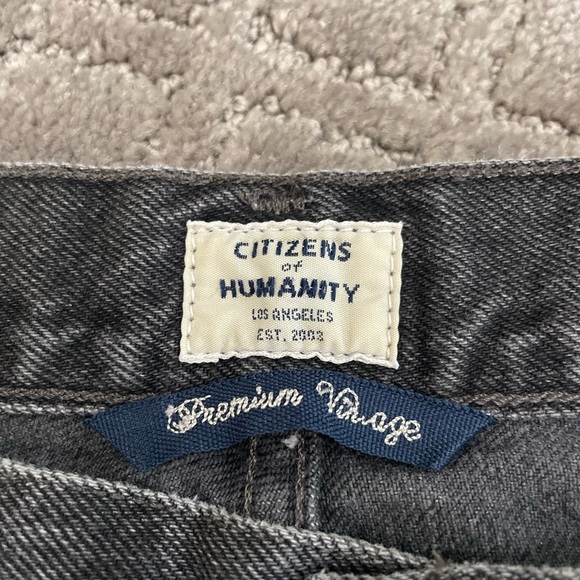 CITIZENS
of
HUMANITY
LOS ANGELES
EST. 2003
Premium Vintage